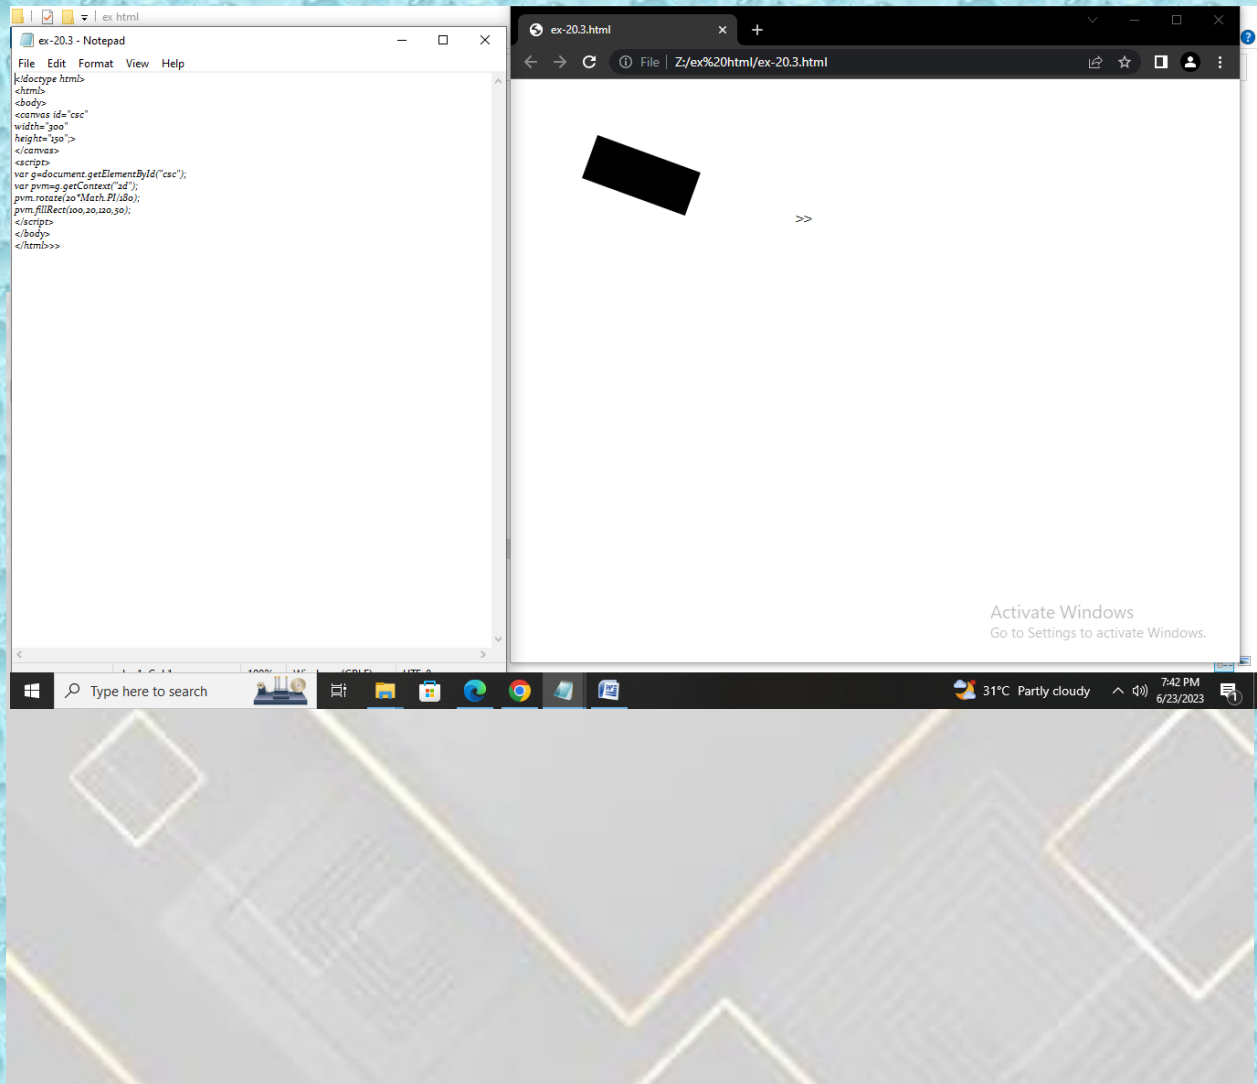 ex html
ex-20.3 - Notepad
File Edit Format View Help
<!doctype html>
<html>
<body>
<canvas id="csc"
width="300"
height="150";>
</canvas>
<script>
var g=document.getElementById("csc");
var pvm=g.getContext("2d");
pvm.rotate(20*Math.PI/180);
pvm.fillRect(100,20,120,50);
</script>
</body>
</html>>>
ex-20.3.html
File Z:/ex%20html/ex-20.3.html
>>
Activate Windows
Go to Settings to activate Windows.
Type here to search
31°C Partly cloudy
7:42 PM
6/23/2023
1